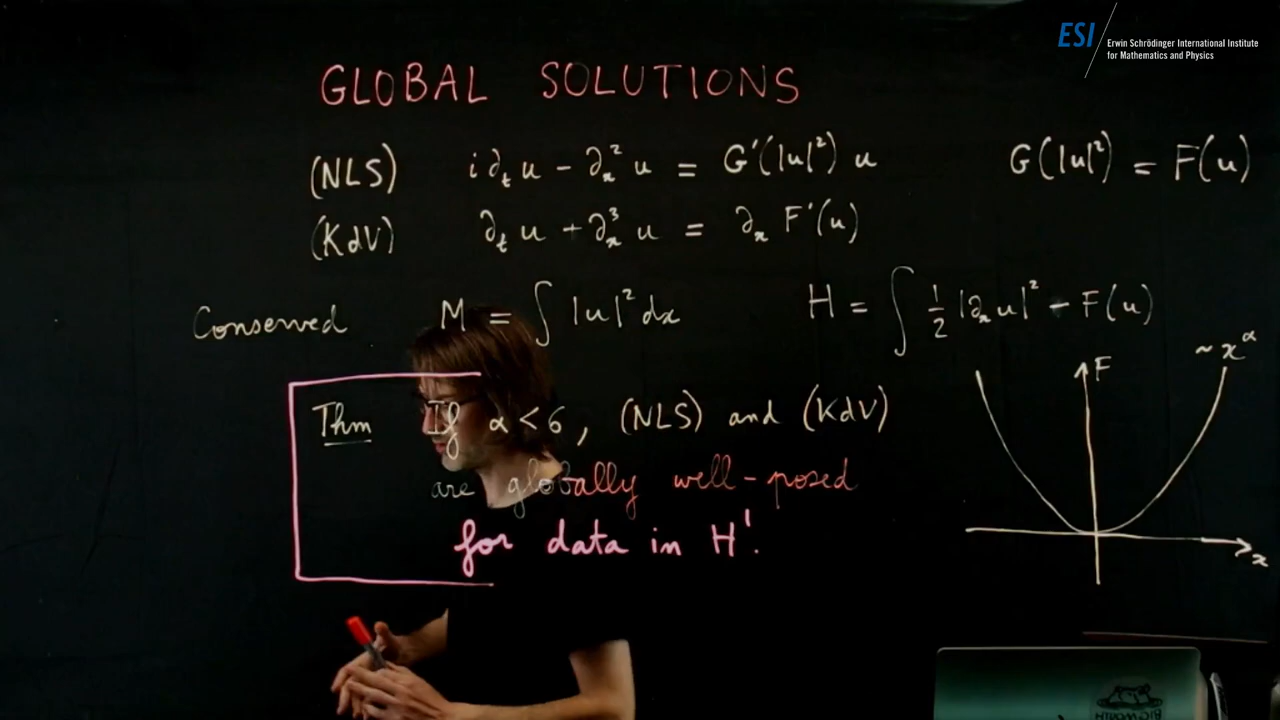 ESI Erwin Schrödinger International Institute
for Mathematics and Physics
GLOBAL SOLUTIONS
(NLS) i∂ₜu − ∂ₓ²u = G′(|u|²) u G(|u|²) = F(u)
(KdV) ∂ₜu + ∂ₓ³u = ∂ₓ F′(u)
Conserved M = ∫ |u|² dx H = ∫ ½ |∂ₓu|² − F(u)
F ~ x^α
Thm If α < 6, (NLS) and (KdV)
are globally well-posed
for data in H¹.
x